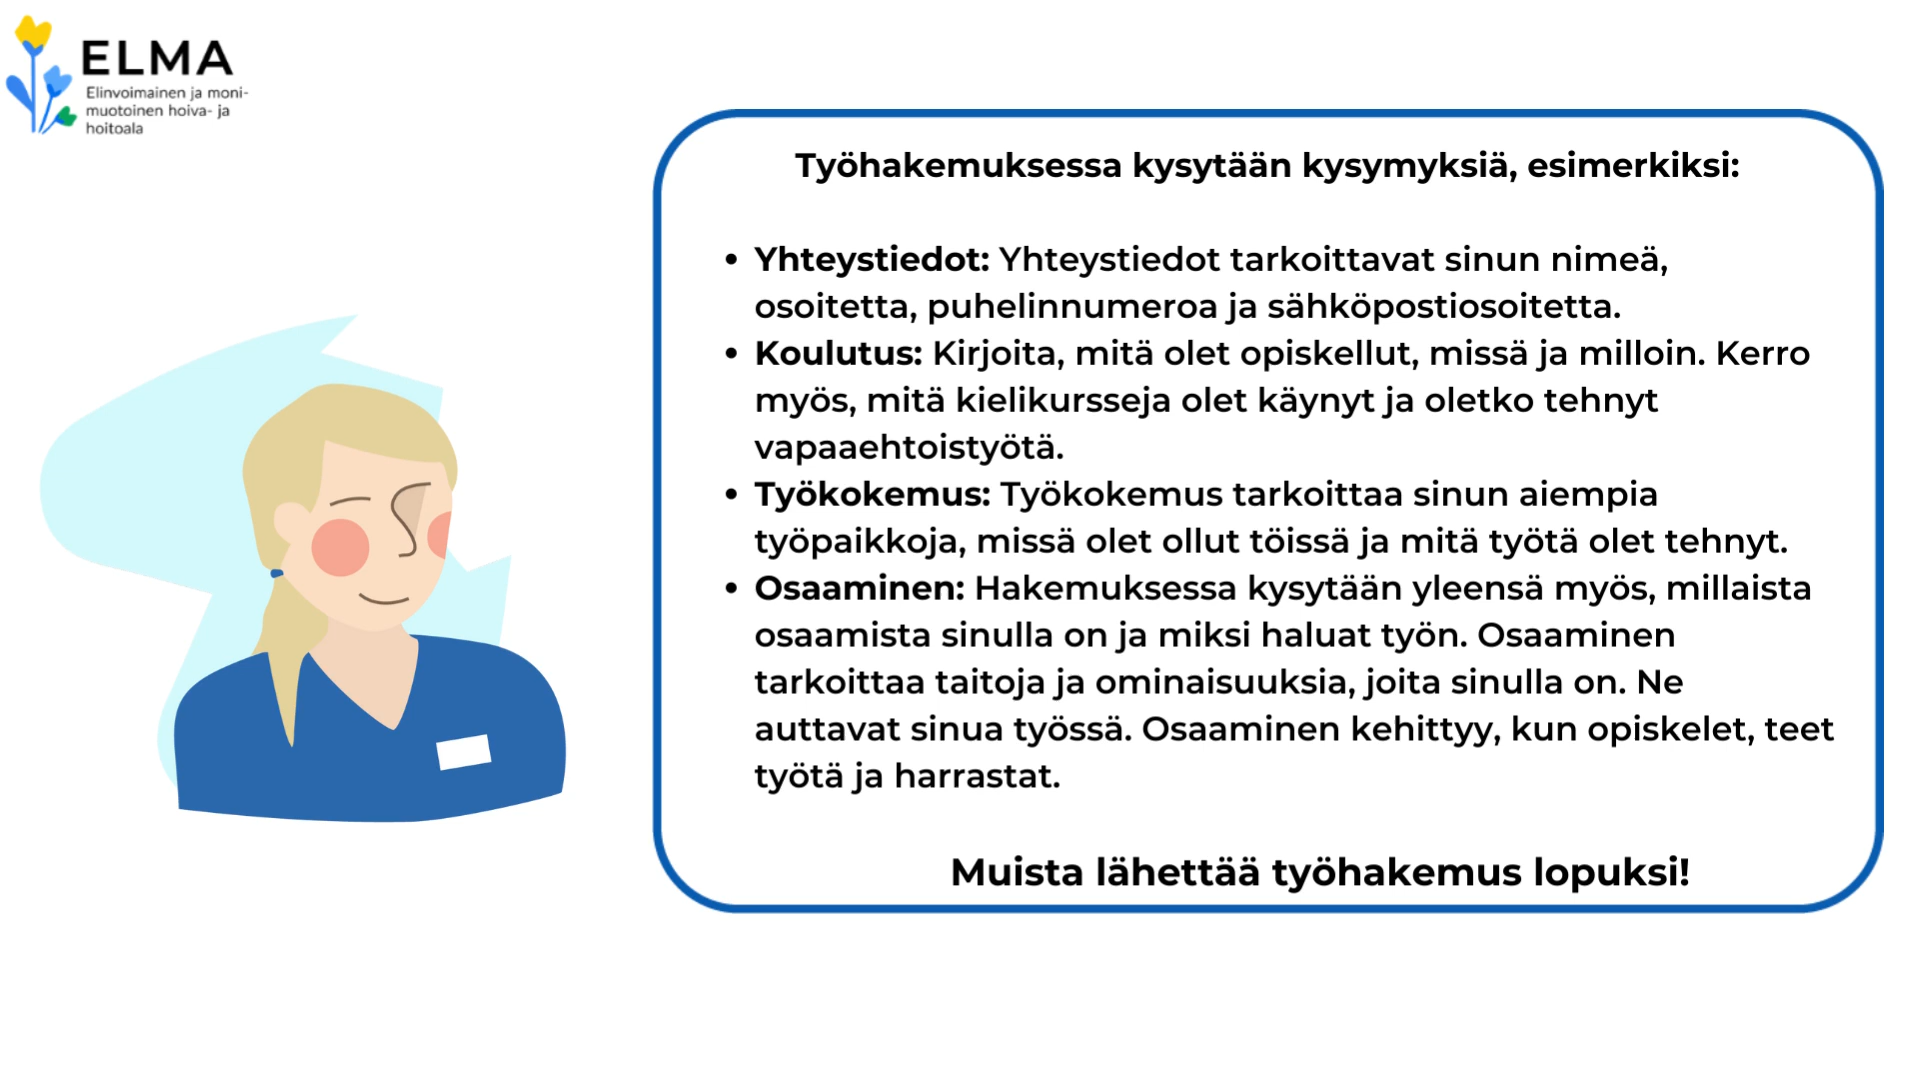 ELMA
Elinvoimainen ja moni-
muotoinen hoiva- ja
hoitoala
Työhakemuksessa kysytään kysymyksiä, esimerkiksi:
• Yhteystiedot: Yhteystiedot tarkoittavat sinun nimeä,
osoitetta, puhelinnumeroa ja sähköpostiosoitetta.
• Koulutus: Kirjoita, mitä olet opiskellut, missä ja milloin. Kerro
myös, mitä kielikursseja olet käynyt ja oletko tehnyt
vapaaehtoistyötä.
• Työkokemus: Työkokemus tarkoittaa sinun aiempia
työpaikkoja, missä olet ollut töissä ja mitä työtä olet tehnyt.
• Osaaminen: Hakemuksessa kysytään yleensä myös, millaista
osaamista sinulla on ja miksi haluat työn. Osaaminen
tarkoittaa taitoja ja ominaisuuksia, joita sinulla on. Ne
auttavat sinua työssä. Osaaminen kehittyy, kun opiskelet, teet
työtä ja harrastat.
Muista lähettää työhakemus lopuksi!